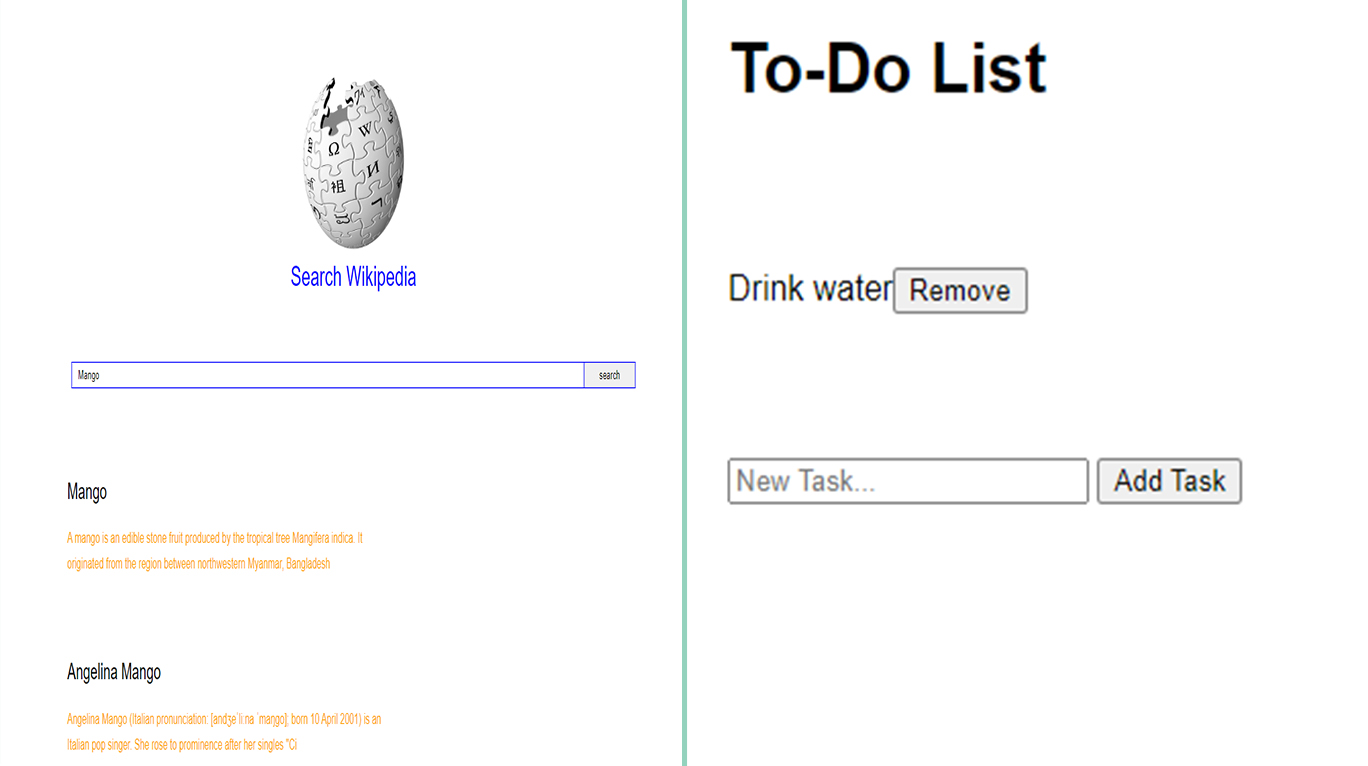 Ω
W
И
祖
Search Wikipedia
Mango
search
Mango
A mango is an edible stone fruit produced by the tropical tree Mangifera indica. It
originated from the region between northwestern Myanmar, Bangladesh
Angelina Mango
Angelina Mango (Italian pronunciation: [andʒeˈliːna ˈmaŋɡo]; born 10 April 2001) is an
Italian pop singer. She rose to prominence after her singles "Ci
To-Do List
Drink water Remove
New Task... Add Task